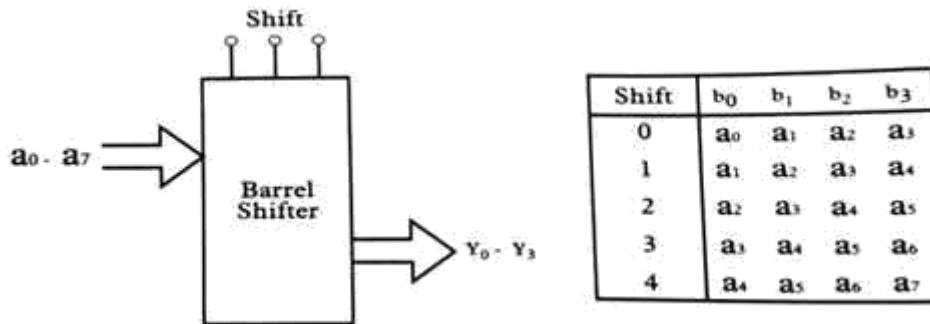 Shift
a₀ - a₇
Barrel
Shifter
Y₀ - Y₃
Shift b₀ b₁ b₂ b₃
0 a₀ a₁ a₂ a₃
1 a₁ a₂ a₃ a₄
2 a₂ a₃ a₄ a₅
3 a₃ a₄ a₅ a₆
4 a₄ a₅ a₆ a₇